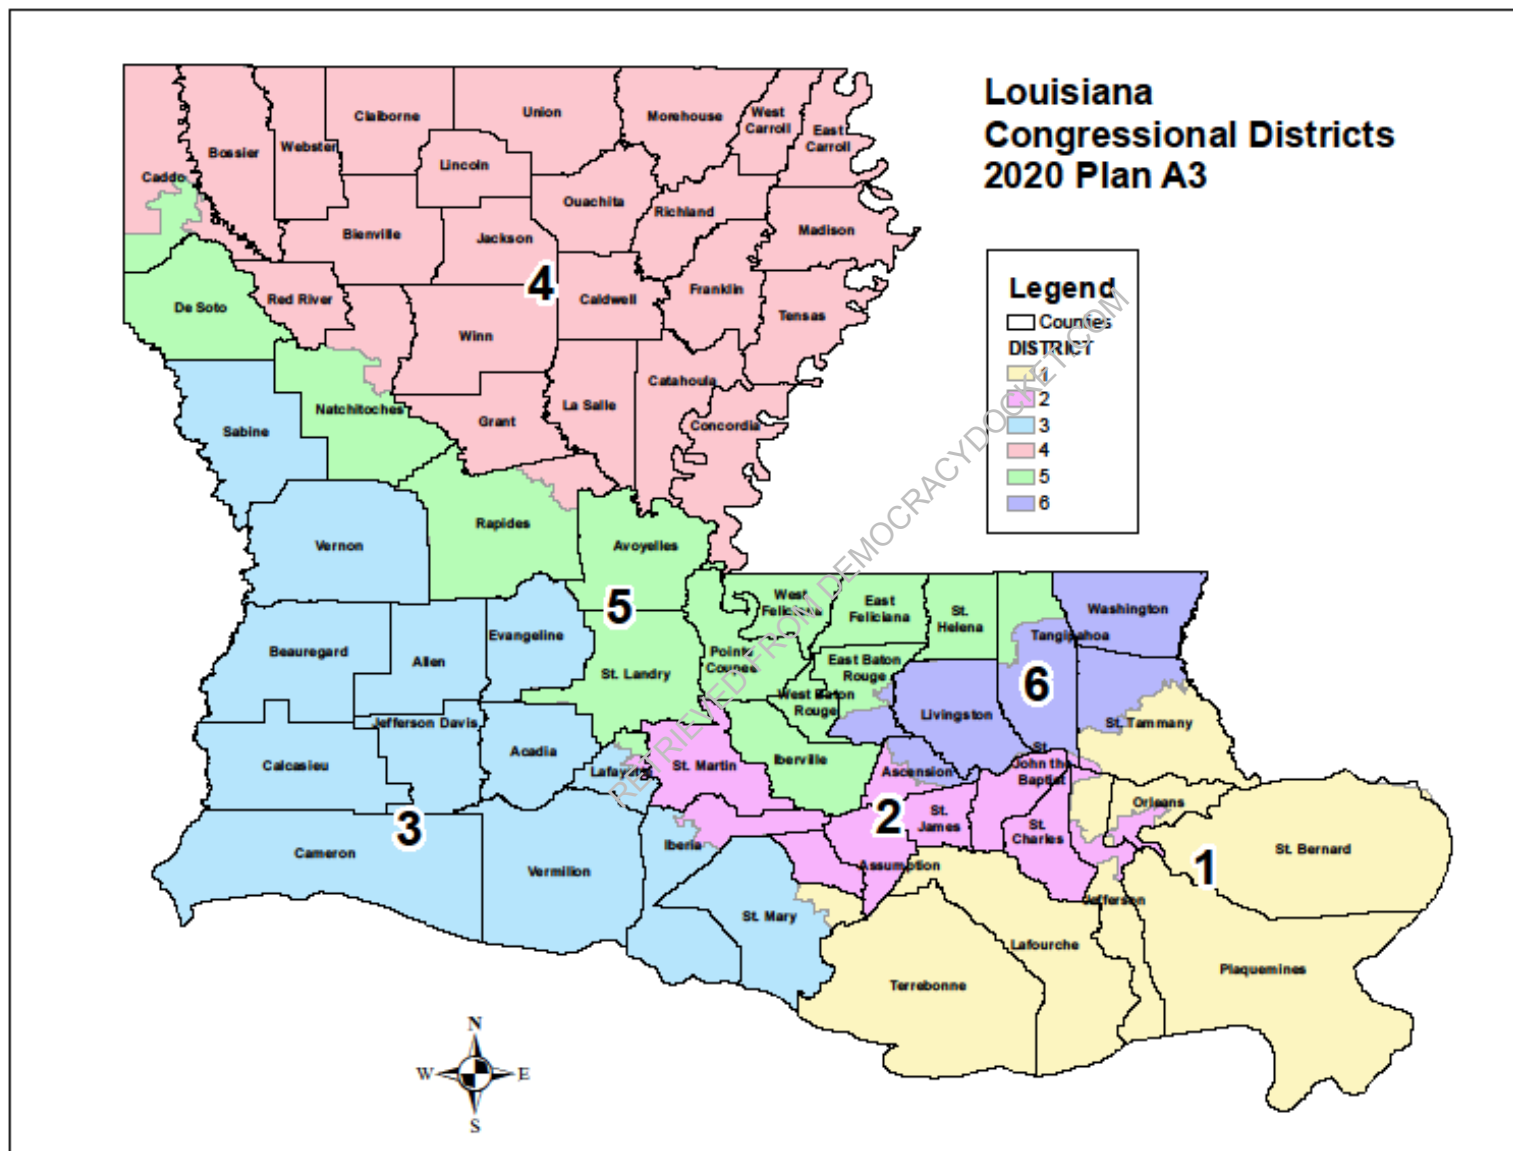 Louisiana
Congressional Districts
2020 Plan A3
Legend
Counties
DISTRICT
1
2
3
4
5
6
RETRIEVED FROM DEMOCRACYDOCKET.COM
Caddo
Bossier
Webster
Claiborne
Union
Morehouse
West
Carroll
East
Carroll
Lincoln
Ouachita
Richland
Madison
Bienville
Jackson
4
De Soto
Red River
Winn
Caldwell
Franklin
Tensas
Natchitoches
Grant
La Salle
Catahoula
Concordia
Sabine
Vernon
Rapides
Avoyelles
5
West
Feliciana
East
Feliciana
St.
Helena
Tangipahoa
Washington
Beauregard
Allen
Evangeline
St. Landry
Pointe
Coupee
East Baton
Rouge
West Baton
Rouge
Livingston
6
St. Tammany
Jefferson Davis
Acadia
Calcasieu
Lafayette
St. Martin
Iberville
Ascension
St.
John the
Baptist
Orleans
3
Cameron
Vermilion
Iberia
2
St.
James
St.
Charles
Assumption
1
St. Bernard
St. Mary
Jefferson
Lafourche
Terrebonne
Plaquemines
N
W
E
S